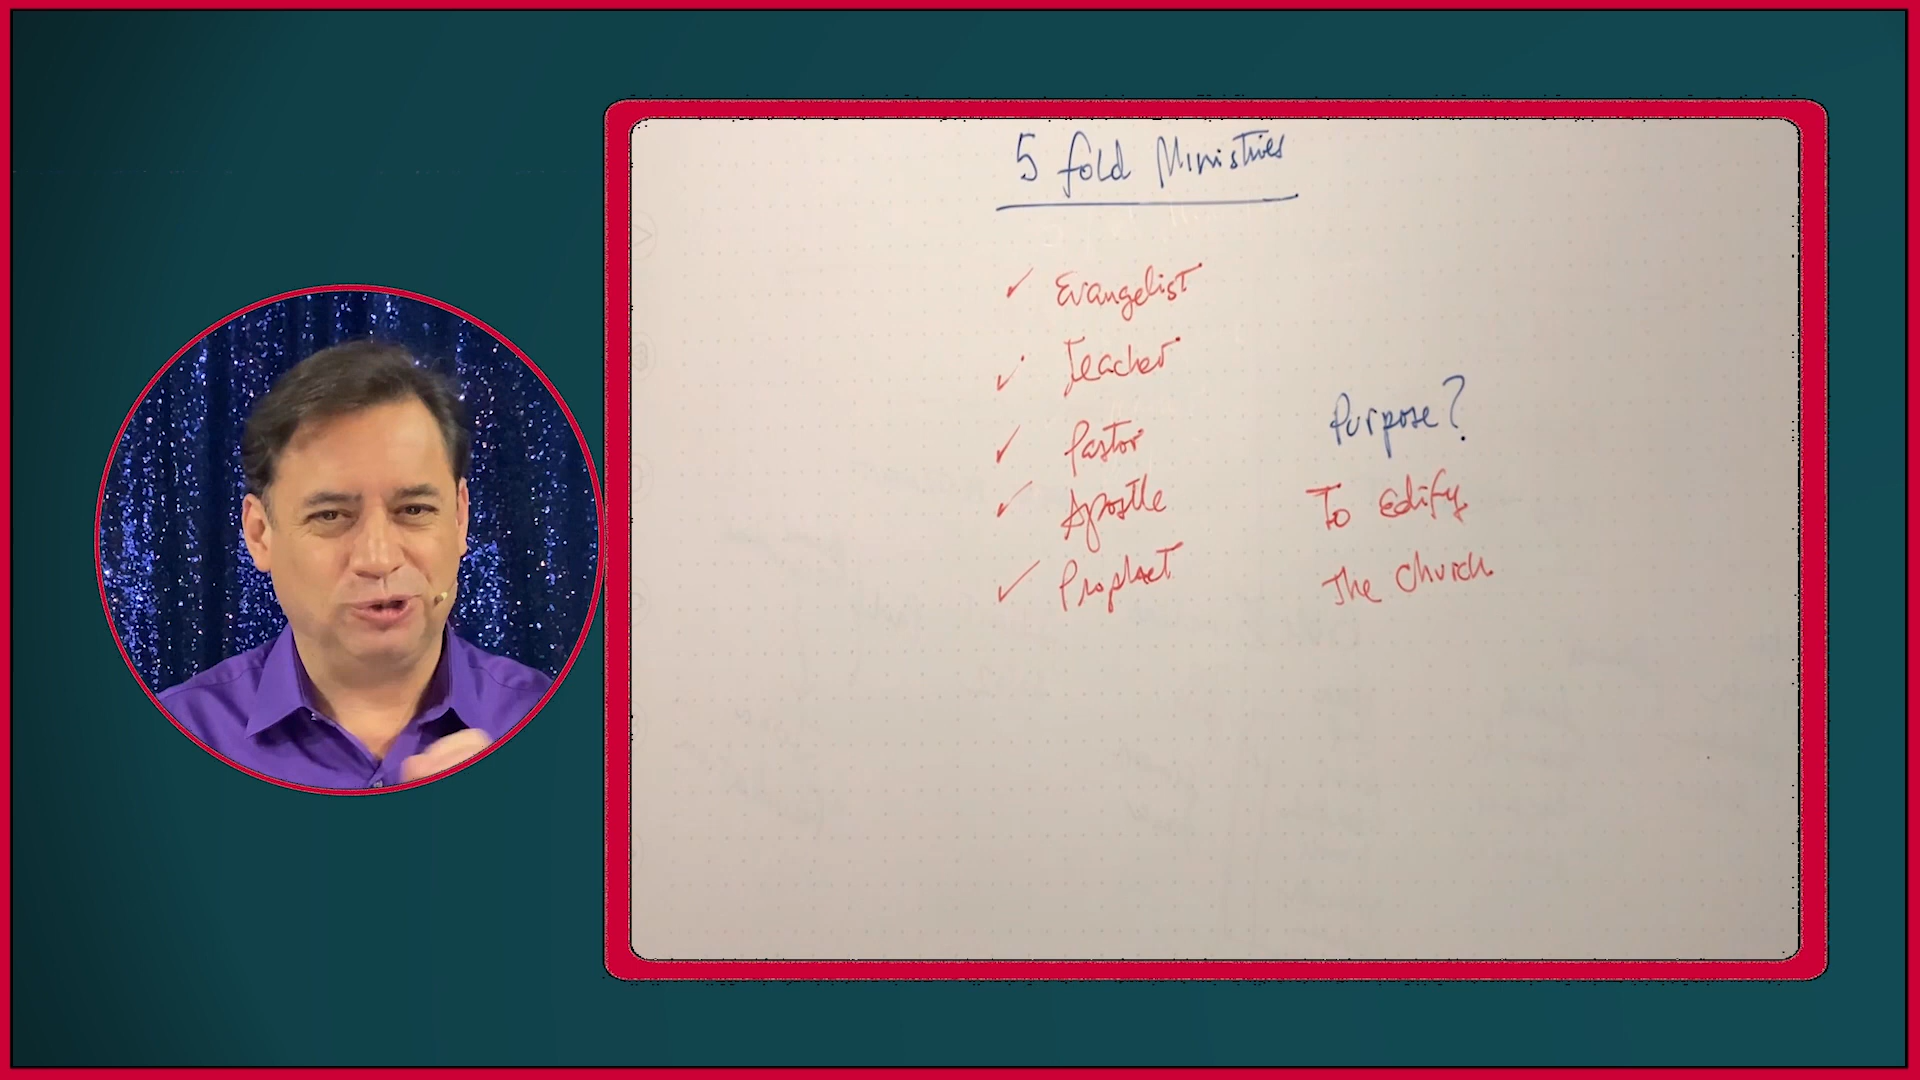 5 fold Ministries
✓ Evangelist
✓ Teacher
✓ Pastor
✓ Apostle
✓ Prophet
Purpose?
To Edify
The Church